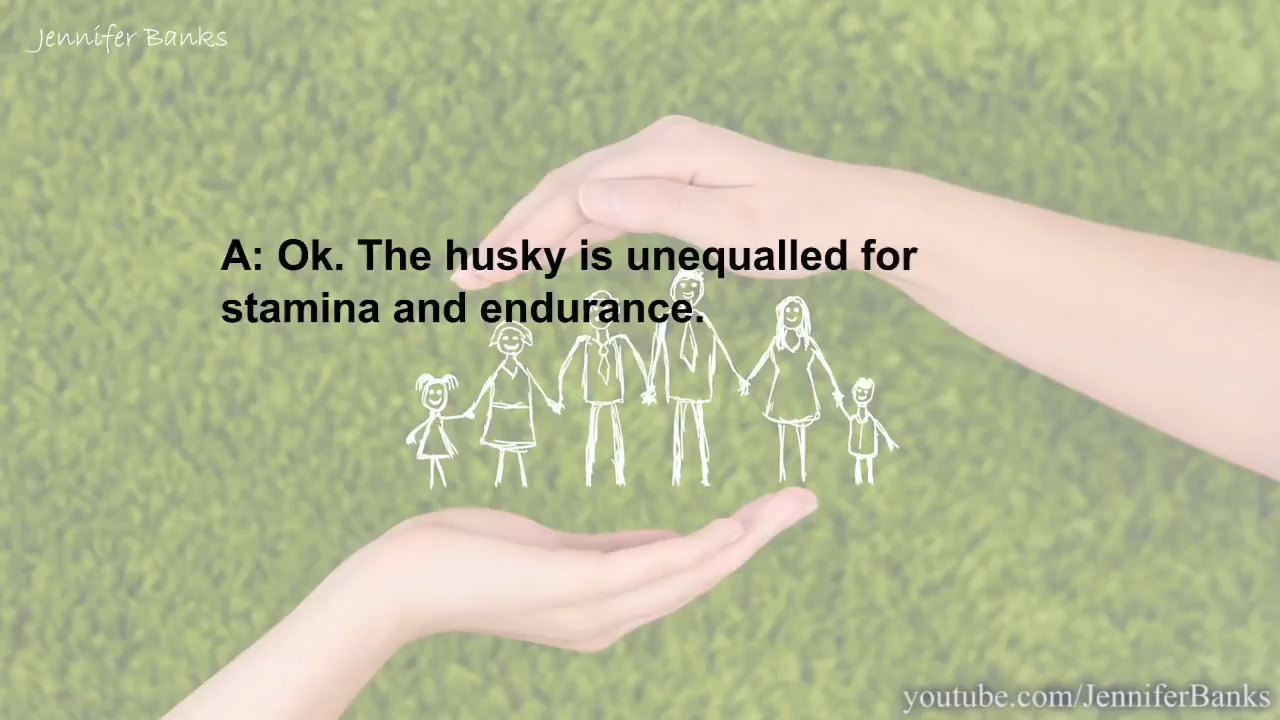 Jennifer Banks
A: Ok. The husky is unequalled for
stamina and endurance.
youtube.com/JenniferBanks